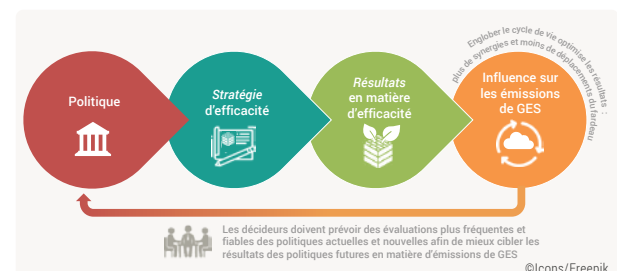 Politique
Stratégie
d'efficacité
Résultats
en matière
d'efficacité
Influence sur
les émissions
de GES
Englober le cycle de vie optimise les résultats :
plus de synergies et moins de déplacements du fardeau
Les décideurs doivent prévoir des évaluations plus fréquentes et
fiables des politiques actuelles et nouvelles afin de mieux cibler les
résultats des politiques futures en matière d'émissions de GES
©Icons/Freepik